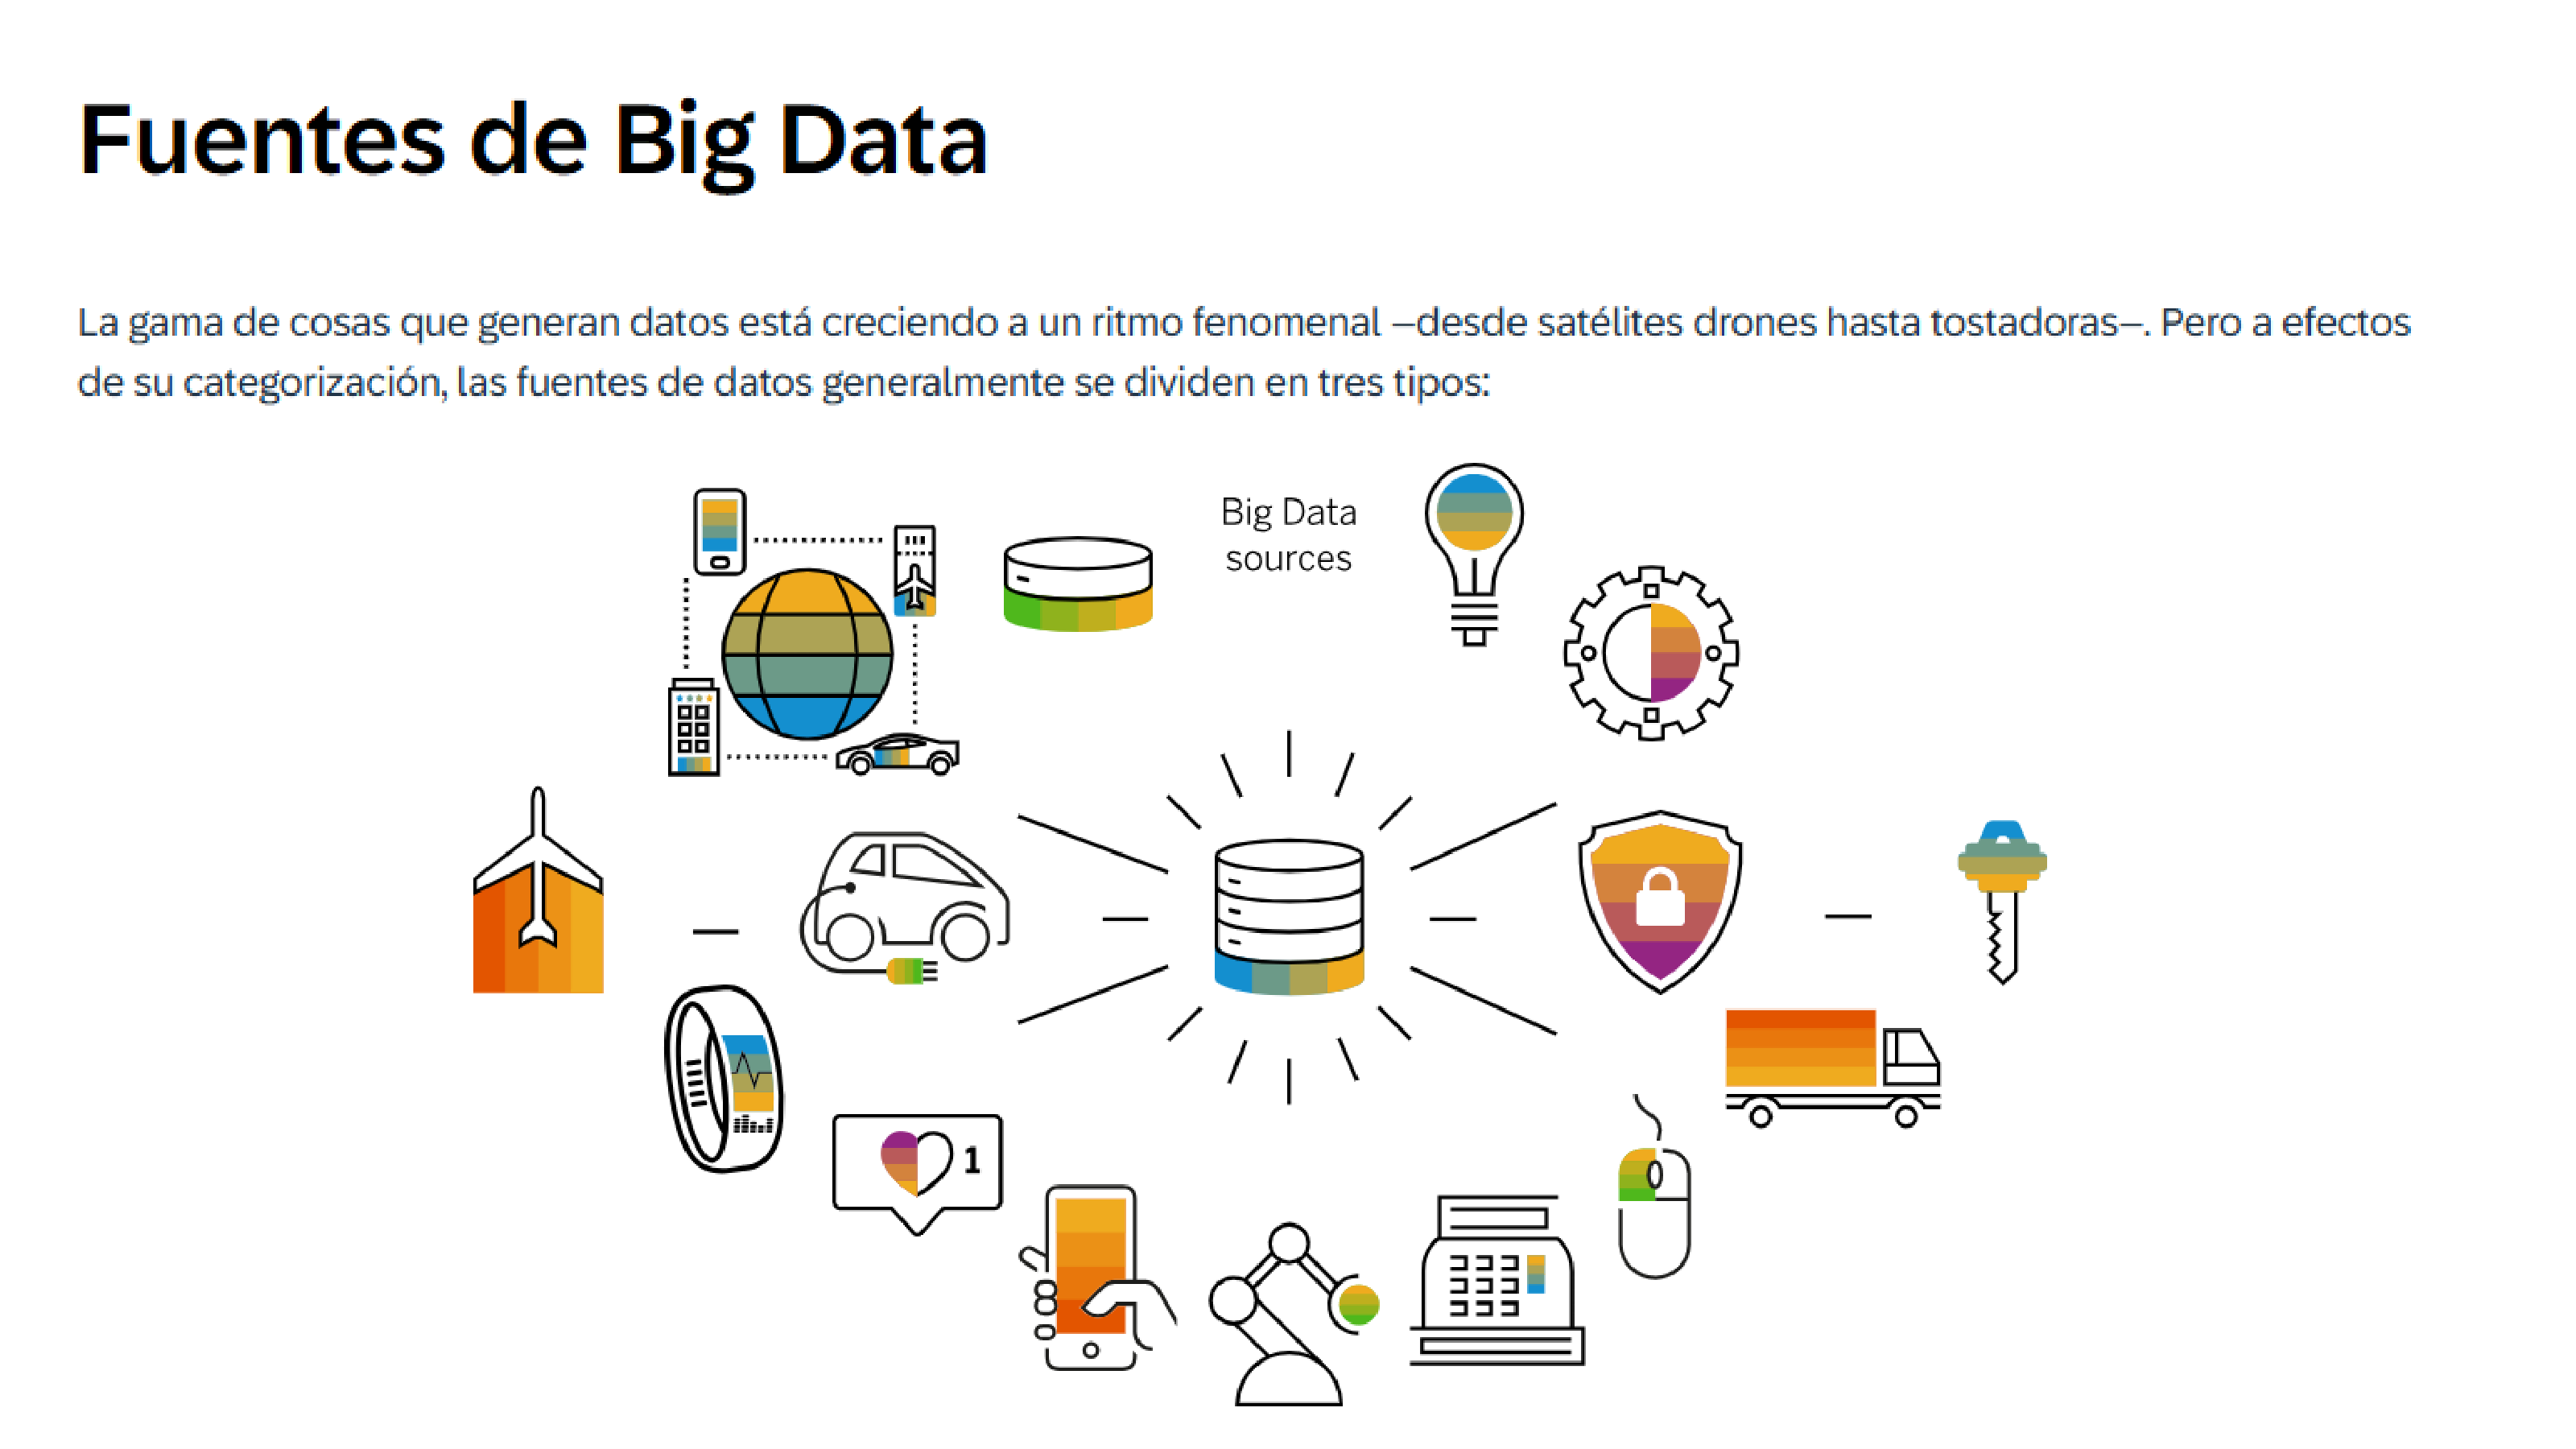 Fuentes de Big Data
La gama de cosas que generan datos está creciendo a un ritmo fenomenal –desde satélites drones hasta tostadoras–. Pero a efectos
de su categorización, las fuentes de datos generalmente se dividen en tres tipos:
Big Data
sources
1